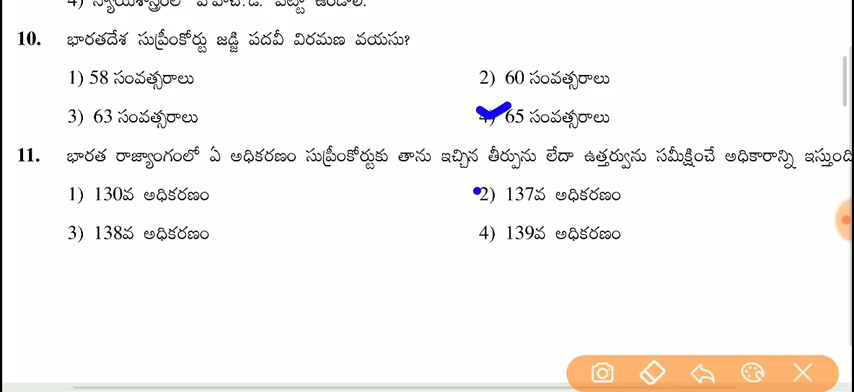 10. భారతదేశ సుప్రీంకోర్టు జడ్జి పదవీ విరమణ వయసు?
1) 58 సంవత్సరాలు 2) 60 సంవత్సరాలు
3) 63 సంవత్సరాలు 4) 65 సంవత్సరాలు
11. భారత రాజ్యాంగంలో ఏ అధికరణం సుప్రీంకోర్టుకు తాను ఇచ్చిన తీర్పును లేదా ఉత్తర్వును సమీక్షించే అధికారాన్ని ఇస్తుంది
1) 130వ అధికరణం 2) 137వ అధికరణం
3) 138వ అధికరణం 4) 139వ అధికరణం